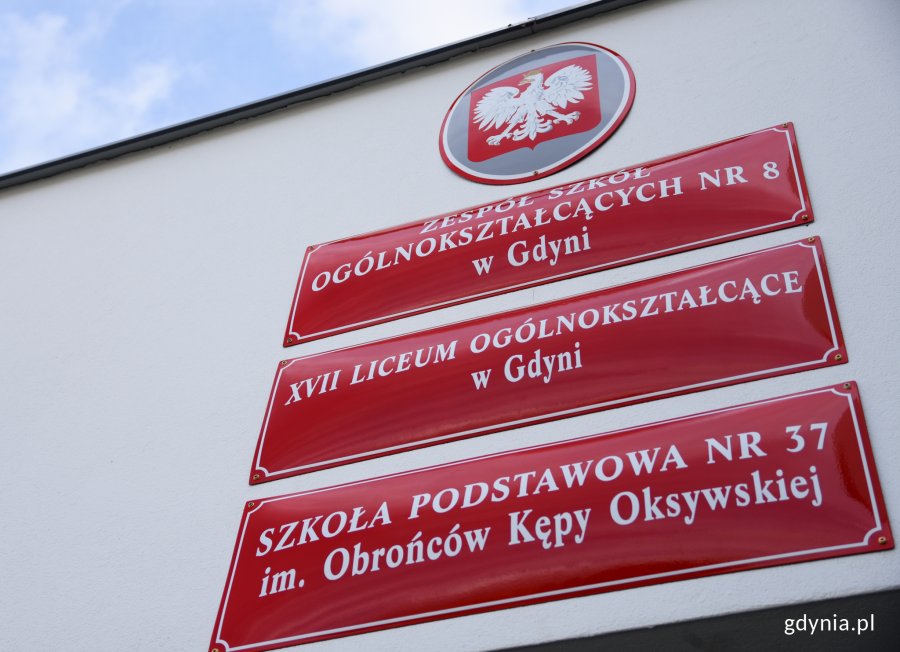 ZESPÓŁ SZKÓŁ
OGÓLNOKSZTAŁCĄCYCH NR 8
w Gdyni
XVII LICEUM OGÓLNOKSZTAŁCĄCE
w Gdyni
SZKOŁA PODSTAWOWA NR 37
im. Obrońców Kępy Oksywskiej
gdynia.pl